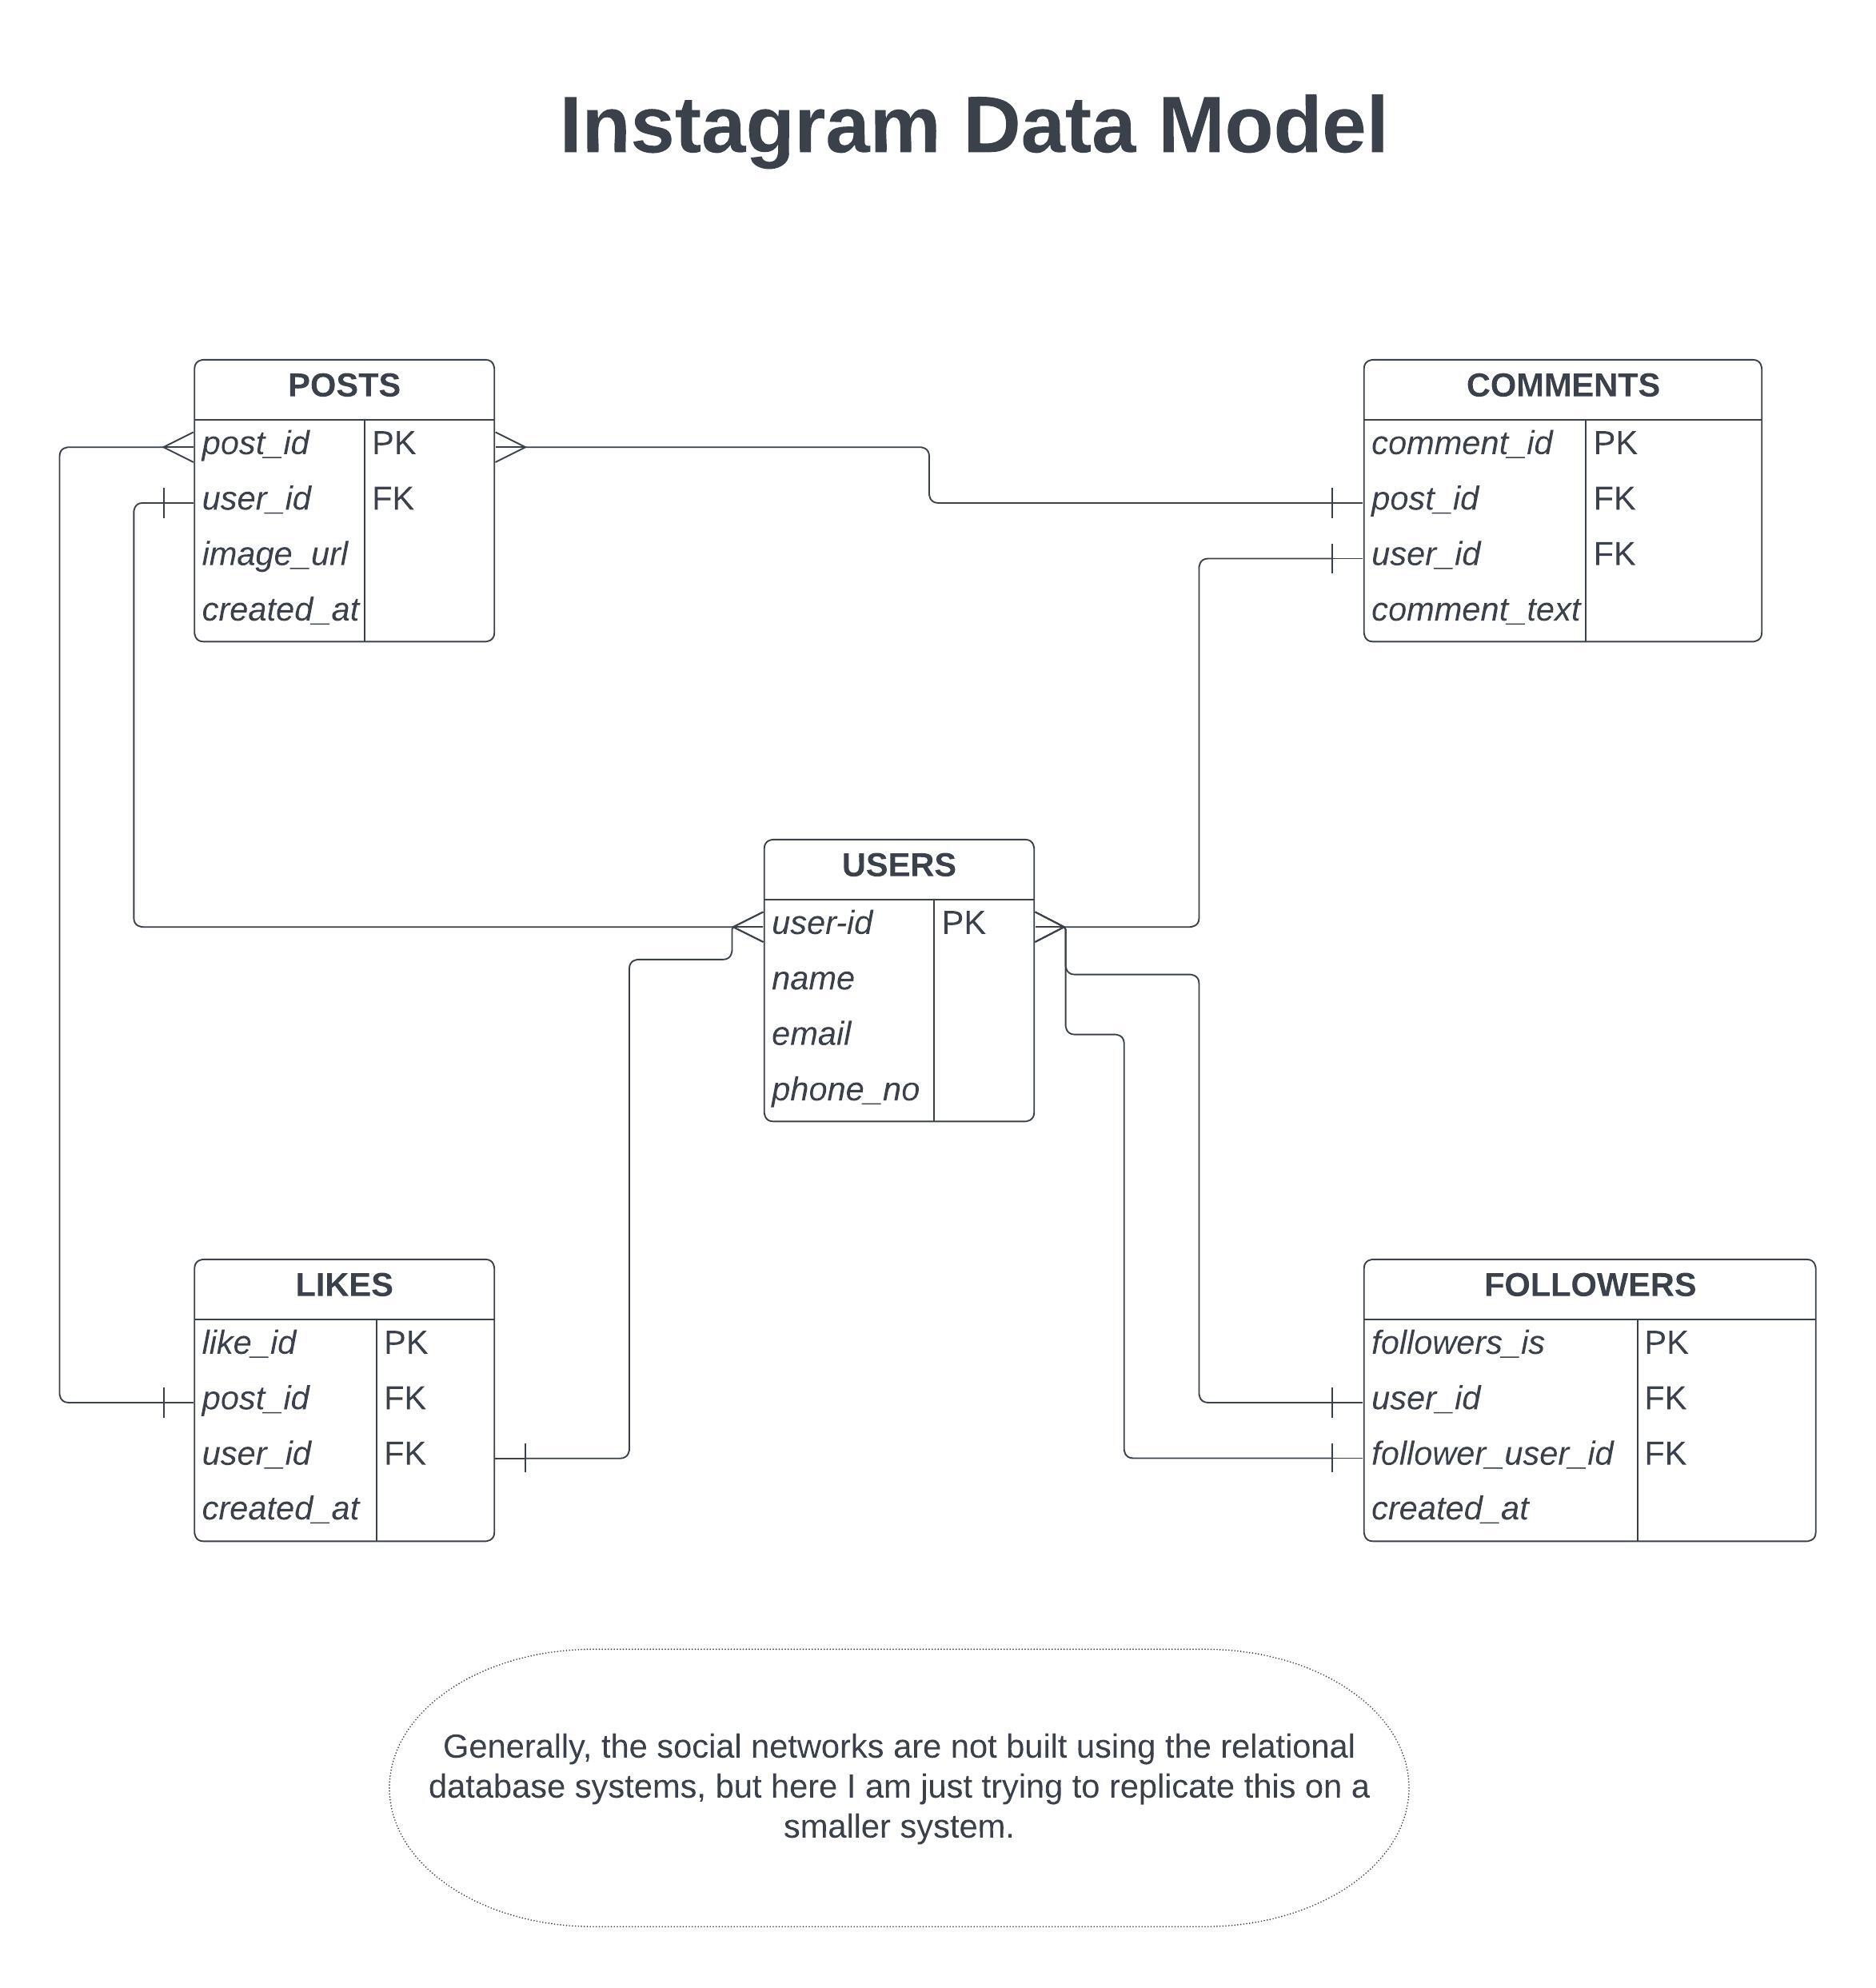 Instagram Data Model
POSTS
post_id PK
user_id FK
image_url
created_at
COMMENTS
comment_id PK
post_id FK
user_id FK
comment_text
USERS
user-id PK
name
email
phone_no
LIKES
like_id PK
post_id FK
user_id FK
created_at
FOLLOWERS
followers_is PK
user_id FK
follower_user_id FK
created_at
Generally, the social networks are not built using the relational
database systems, but here I am just trying to replicate this on a
smaller system.